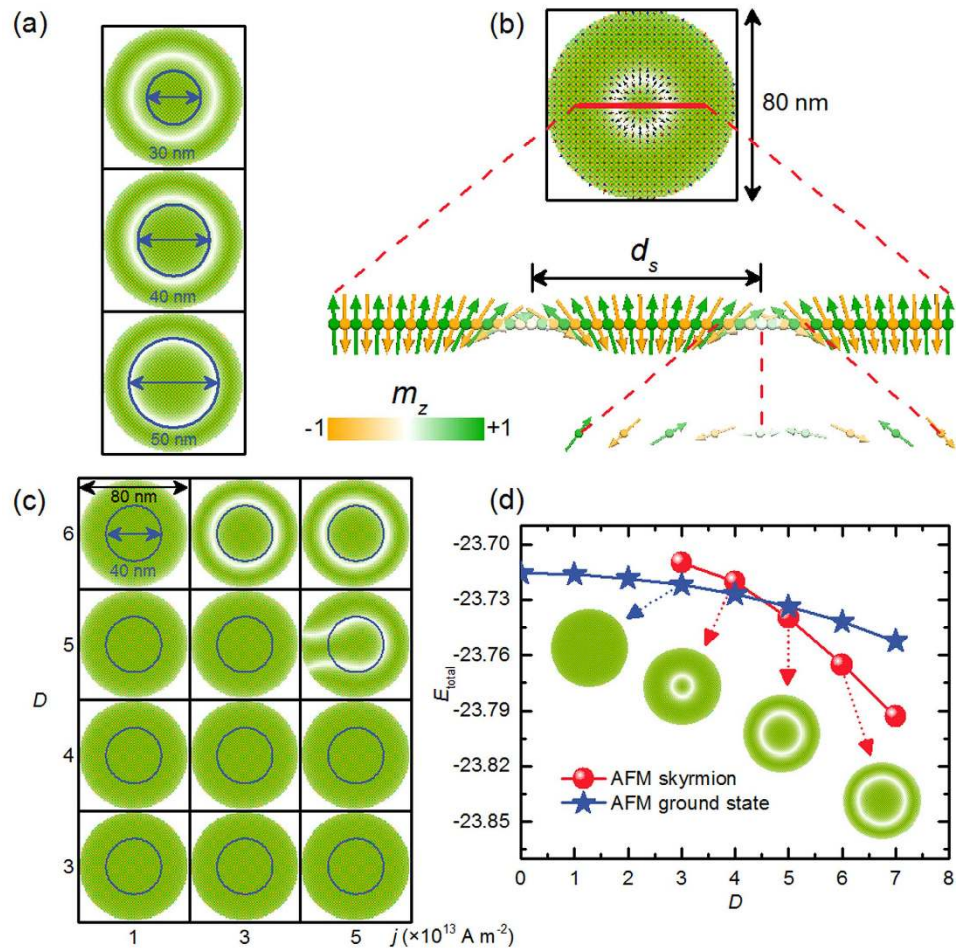 (a)
30 nm
40 nm
50 nm
(b)
80 nm
d_s
m_z
-1
+1
(c)
80 nm
40 nm
6
5
D
4
3
1
3
5
j (×10^13 A m^-2)
(d)
-23.70
-23.73
-23.76
-23.79
-23.82
-23.85
E_total
AFM skyrmion
AFM ground state
0 1 2 3 4 5 6 7 8
D